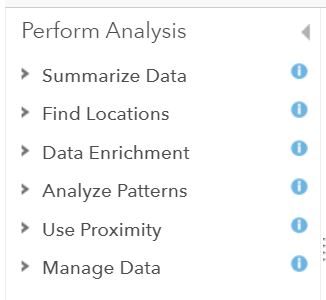 Perform Analysis
Summarize Data
Find Locations
Data Enrichment
Analyze Patterns
Use Proximity
Manage Data